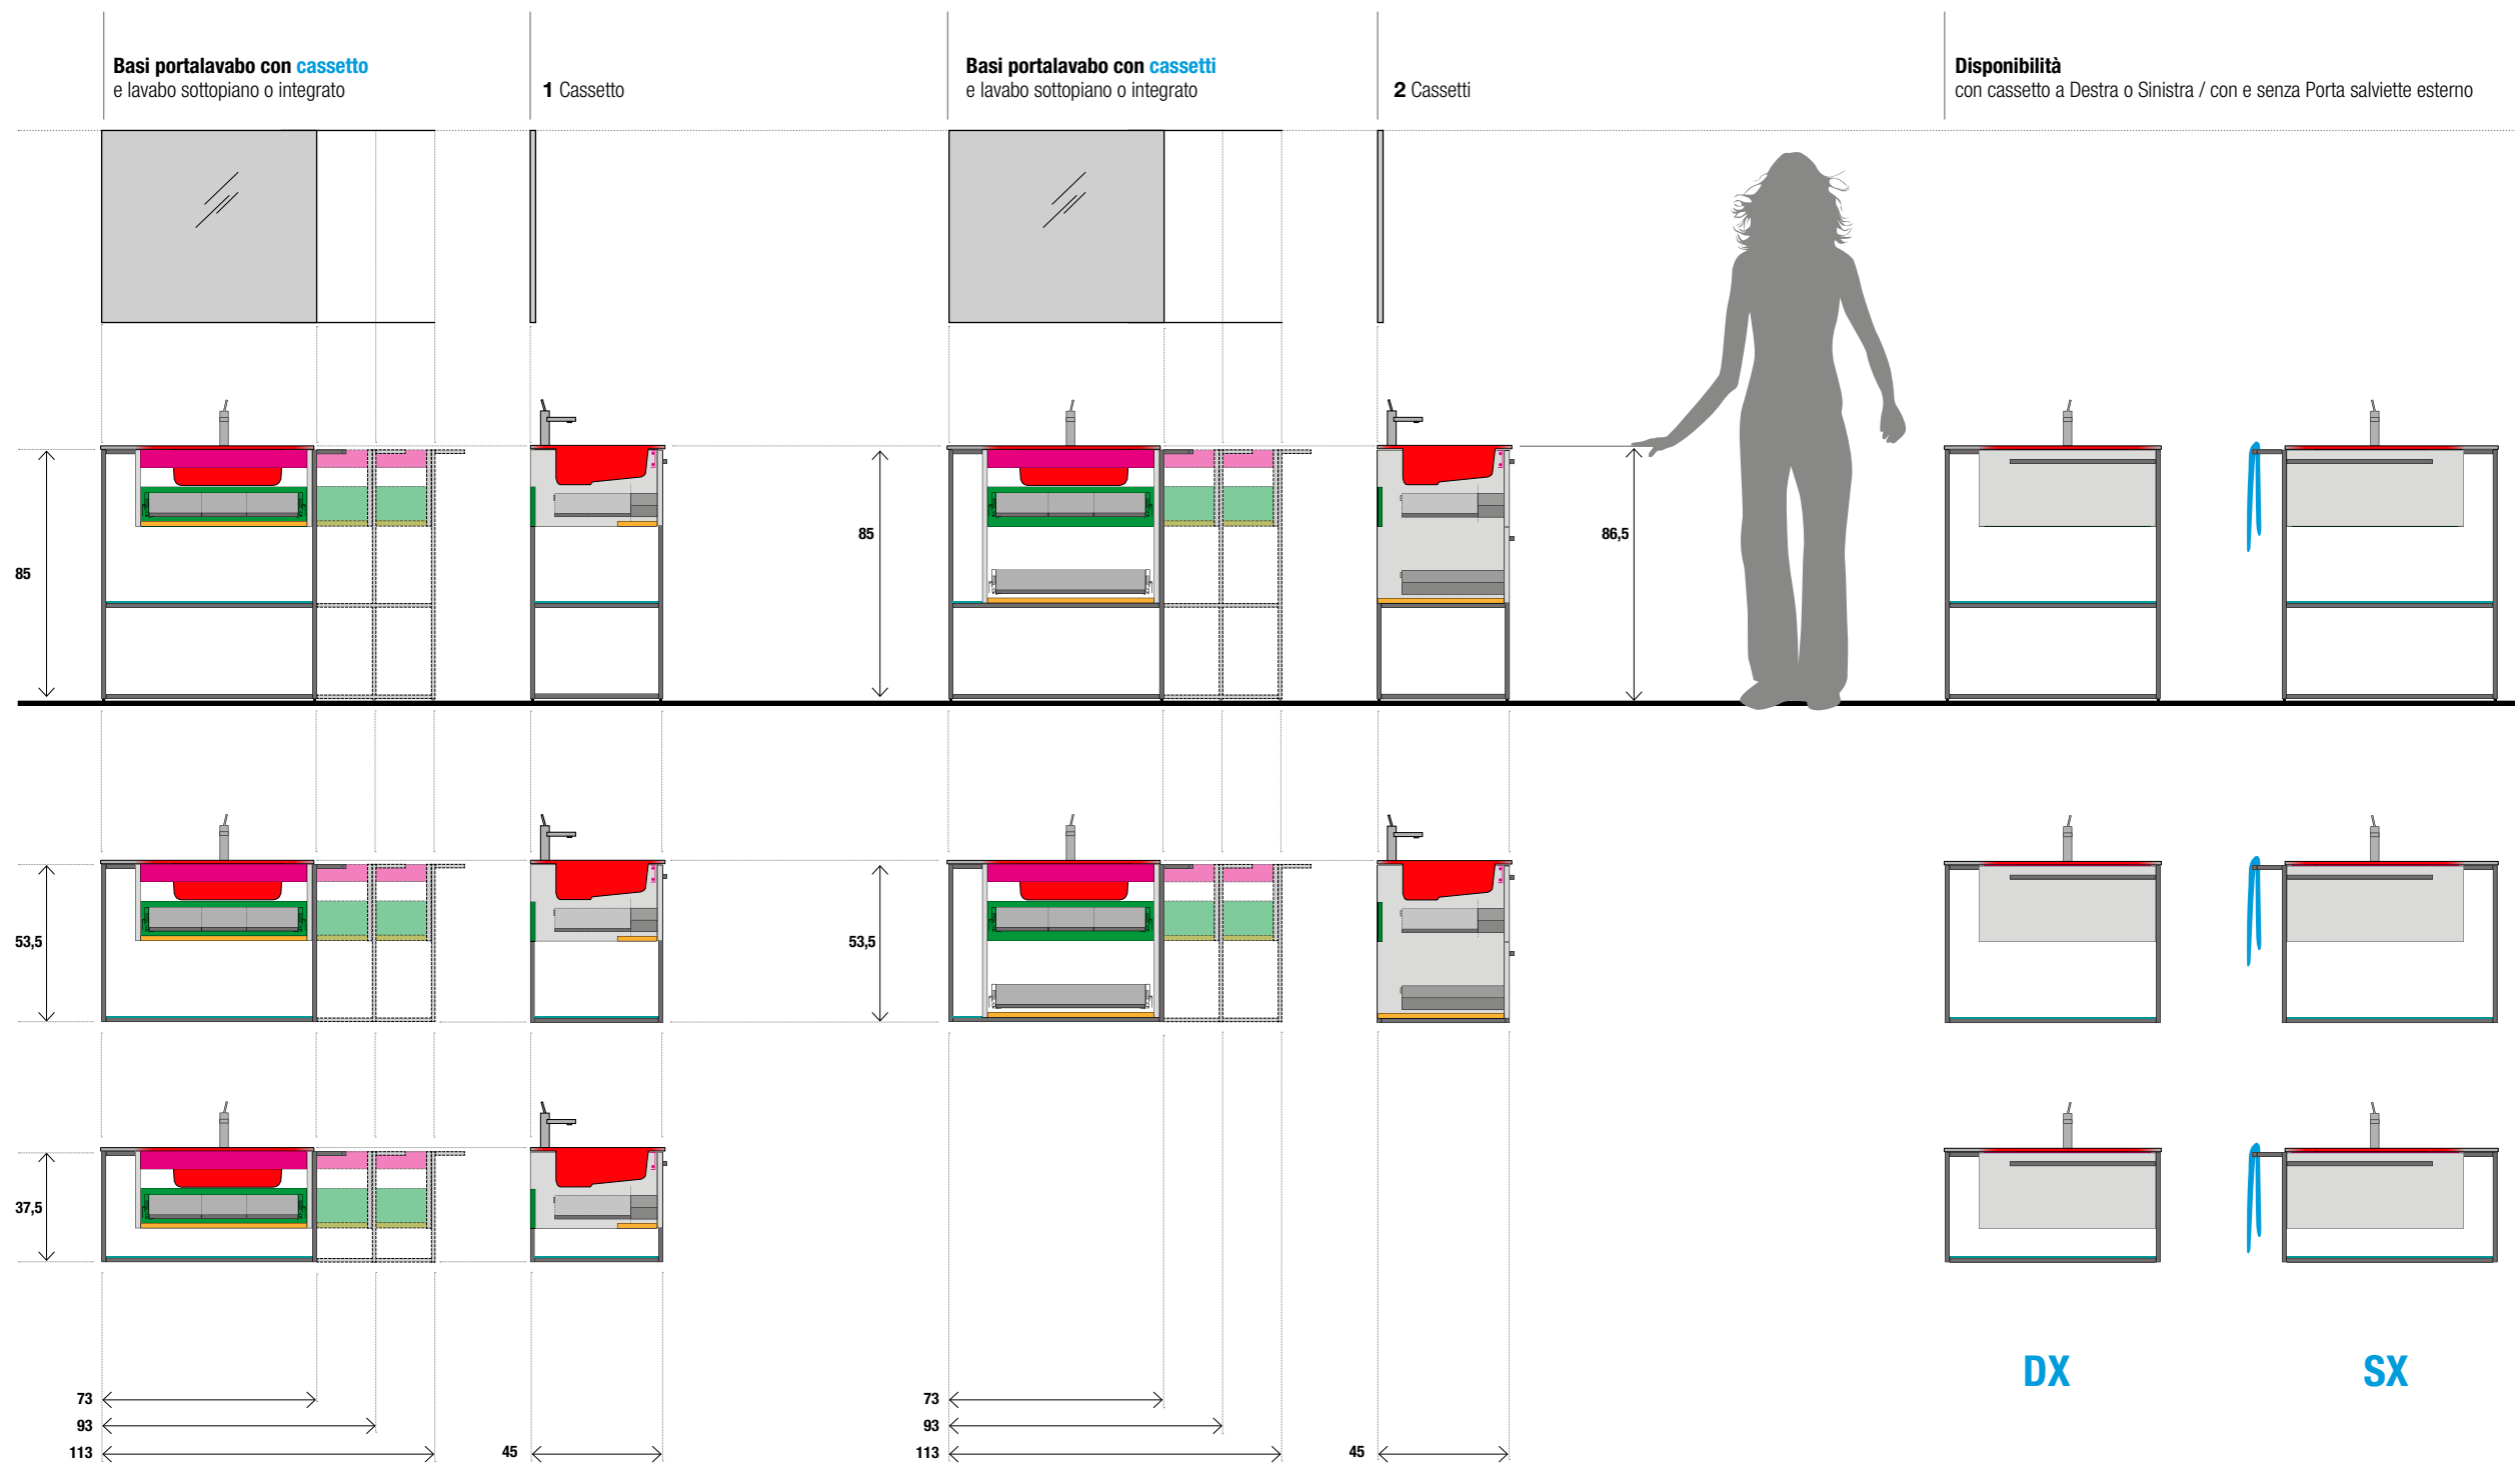 Basi portalavabo con cassetto
e lavabo sottopiano o integrato
1 Cassetto
Basi portalavabo con cassetti
e lavabo sottopiano o integrato
2 Cassetti
Disponibilità
con cassetto a Destra o Sinistra / con e senza Porta salviette esterno
85
85
86,5
53,5
53,5
37,5
DX
SX
73
93
113
45
73
93
113
45